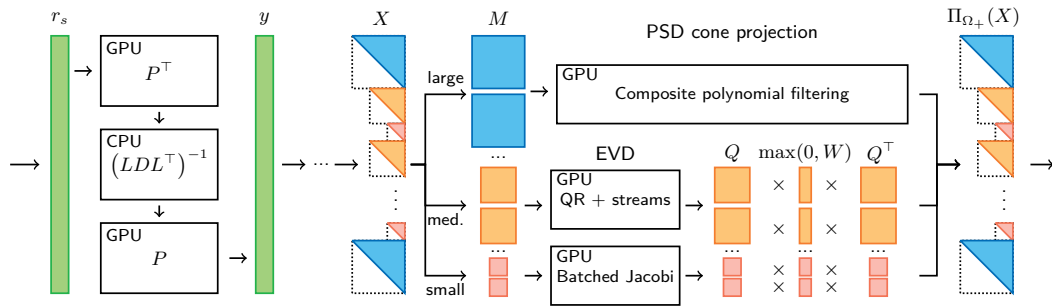 r_s
y
X
M
PSD cone projection
Π_{Ω_+}(X)
GPU
P^⊤
large
GPU
Composite polynomial filtering
CPU
(LDL^⊤)^{-1}
...
...
EVD
Q
max(0, W)
Q^⊤
GPU
QR + streams
× ×
med.
× ×
GPU
P
...
...
...
...
GPU
Batched Jacobi
× ×
small
× ×